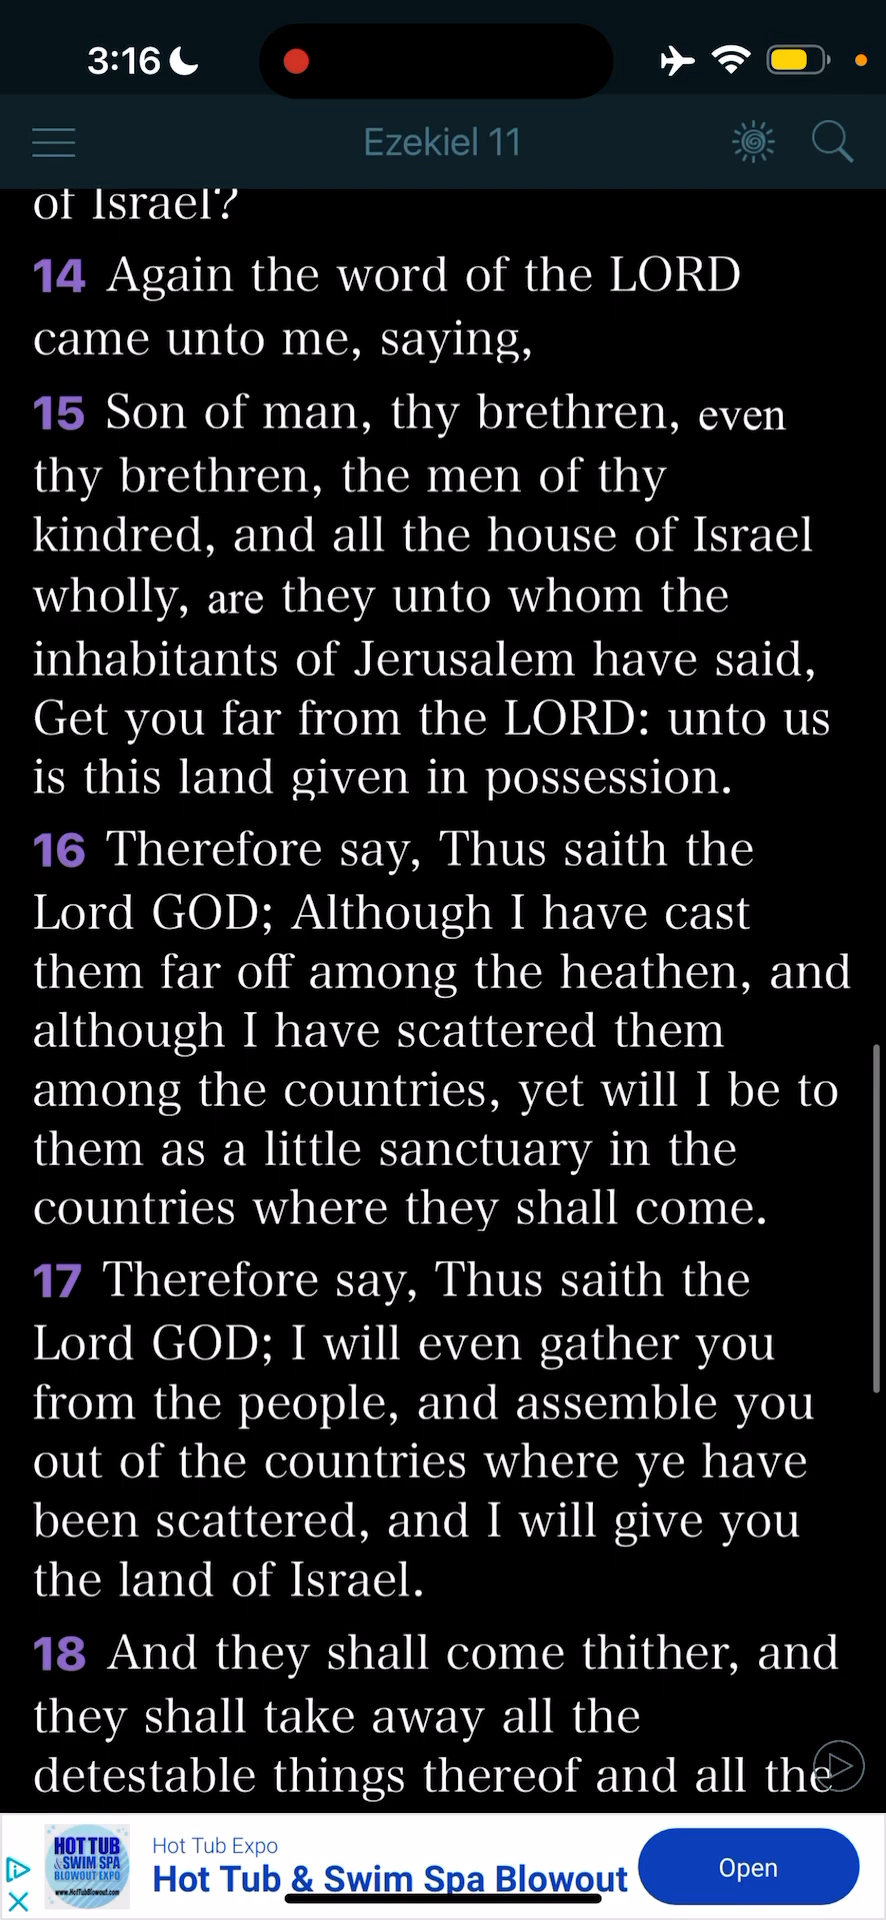 3:16
Ezekiel 11
of Israel?
14 Again the word of the LORD
came unto me, saying,
15 Son of man, thy brethren, even
thy brethren, the men of thy
kindred, and all the house of Israel
wholly, are they unto whom the
inhabitants of Jerusalem have said,
Get you far from the LORD: unto us
is this land given in possession.
16 Therefore say, Thus saith the
Lord GOD; Although I have cast
them far off among the heathen, and
although I have scattered them
among the countries, yet will I be to
them as a little sanctuary in the
countries where they shall come.
17 Therefore say, Thus saith the
Lord GOD; I will even gather you
from the people, and assemble you
out of the countries where ye have
been scattered, and I will give you
the land of Israel.
18 And they shall come thither, and
they shall take away all the
detestable things thereof and all the
HOT TUB
& SWIM SPA
BLOWOUT EXPO
www.HotTubBlowout.com
Hot Tub Expo
Hot Tub & Swim Spa Blowout
Open